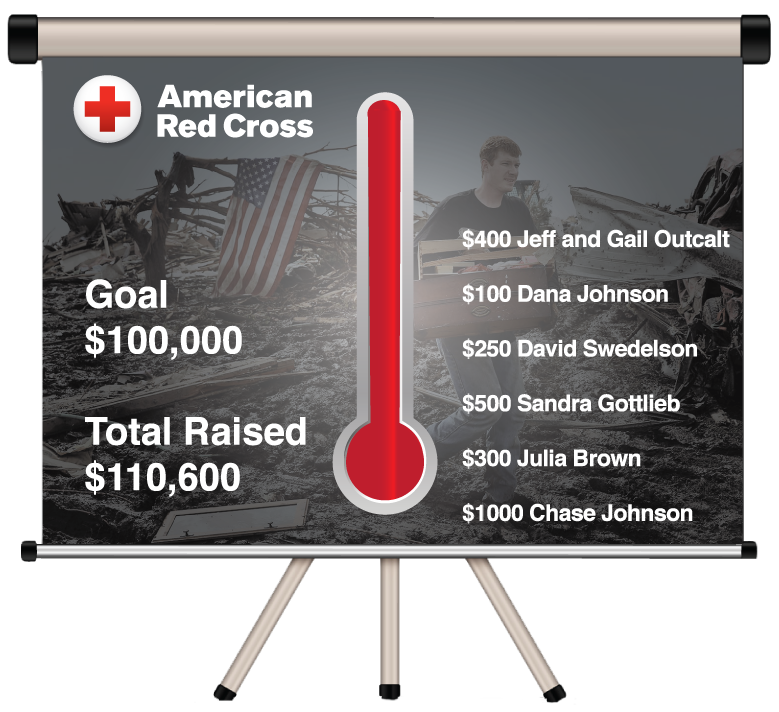 American
Red Cross
Goal
$100,000
Total Raised
$110,600
$400 Jeff and Gail Outcalt
$100 Dana Johnson
$250 David Swedelson
$500 Sandra Gottlieb
$300 Julia Brown
$1000 Chase Johnson